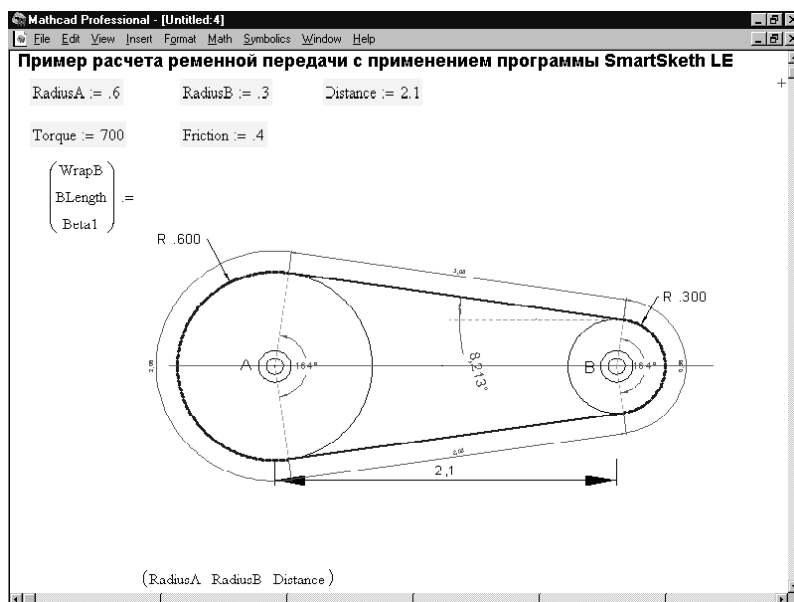 Mathcad Professional - [Untitled:4]
File Edit View Insert Format Math Symbolics Window Help
Пример расчета ременной передачи с применением программы SmartSketh LE
RadiusA := .6 RadiusB := .3 Distance := 2.1
Torque := 700 Friction := .4
WrapB
BLength :=
Beta1
R .600
R .300
8,213°
A 164° B 164°
2,1
(RadiusA RadiusB Distance)